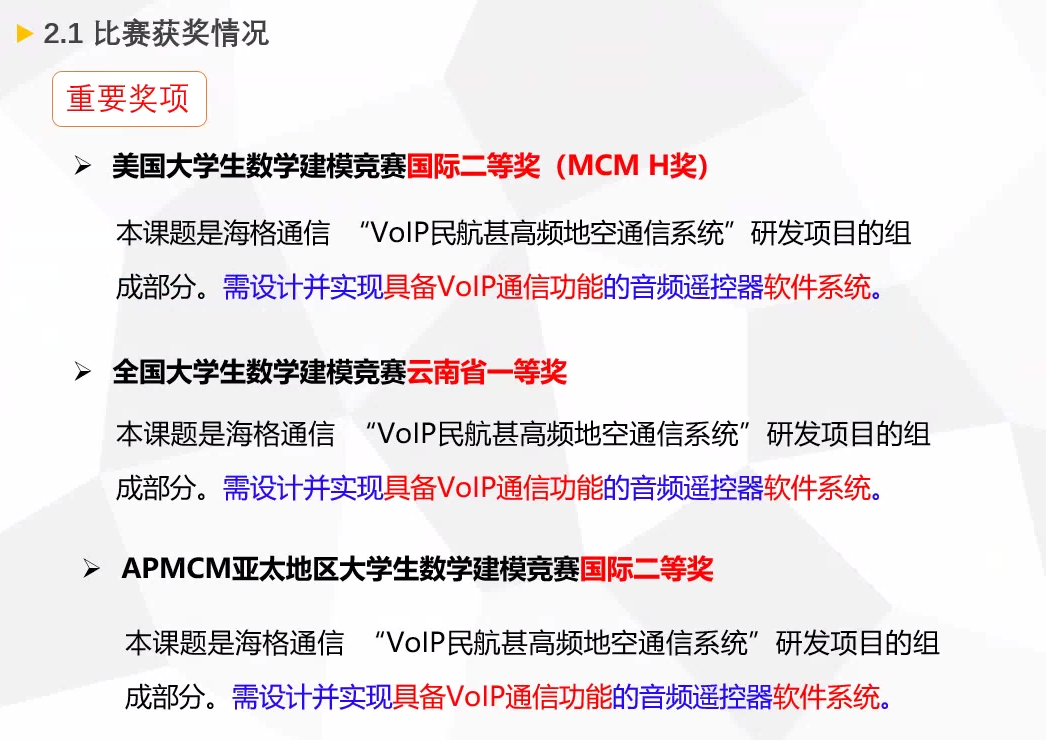 2.1 比赛获奖情况
重要奖项
美国大学生数学建模竞赛国际二等奖（MCM H奖）
本课题是海格通信 “VoIP民航甚高频地空通信系统”研发项目的组
成部分。需设计并实现具备VoIP通信功能的音频遥控器软件系统。
全国大学生数学建模竞赛云南省一等奖
本课题是海格通信 “VoIP民航甚高频地空通信系统”研发项目的组
成部分。需设计并实现具备VoIP通信功能的音频遥控器软件系统。
APMCM亚太地区大学生数学建模竞赛国际二等奖
本课题是海格通信 “VoIP民航甚高频地空通信系统”研发项目的组
成部分。需设计并实现具备VoIP通信功能的音频遥控器软件系统。